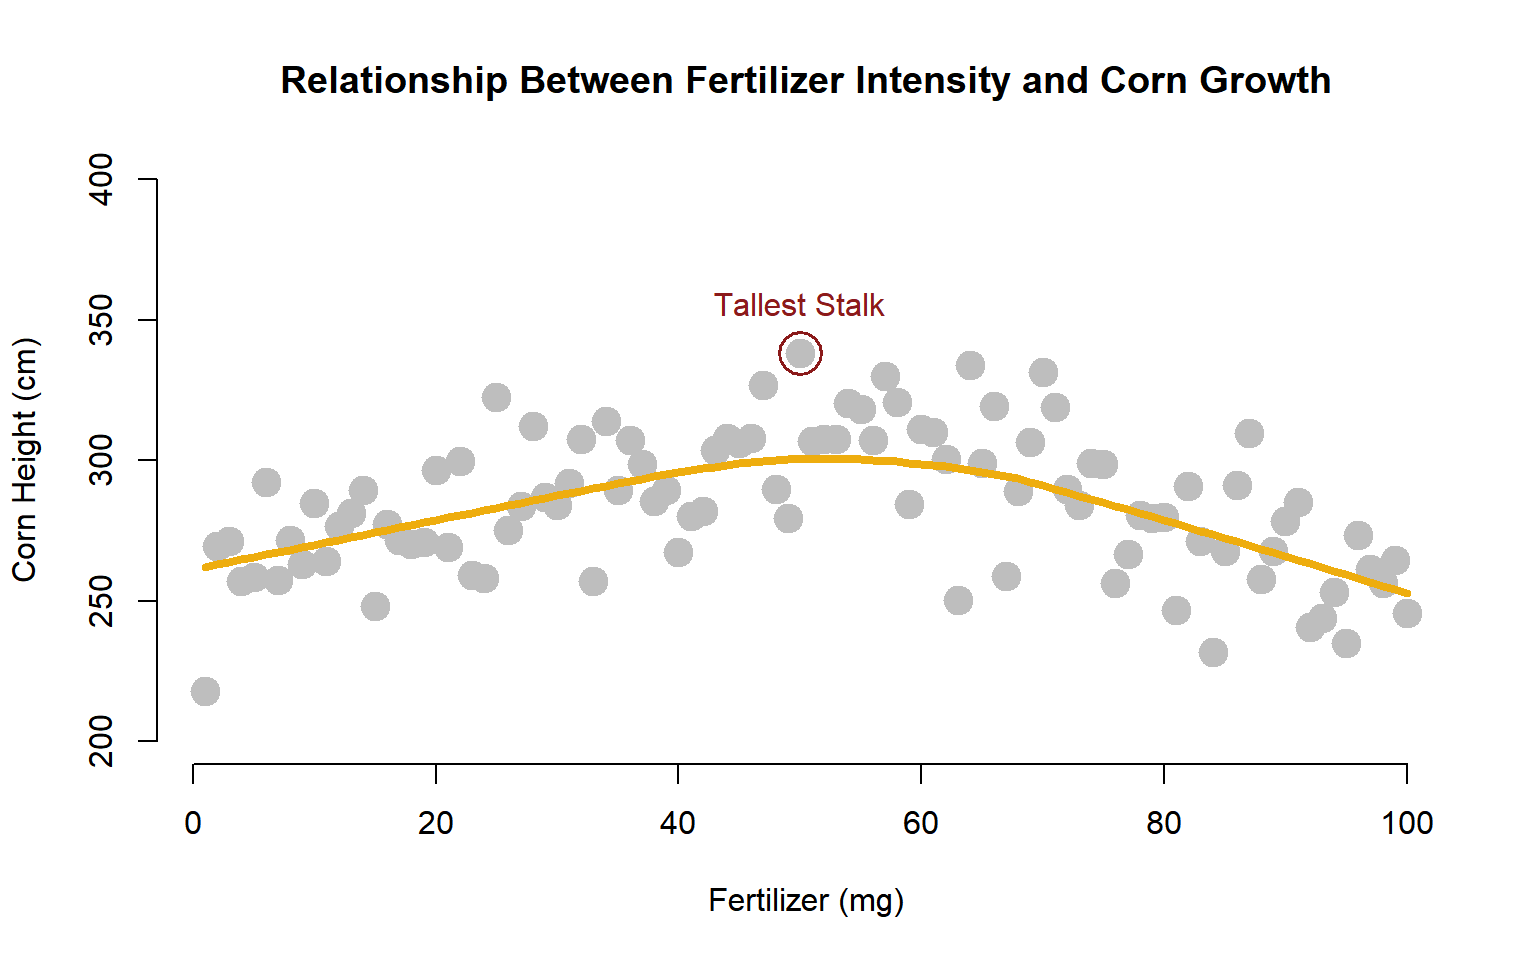 Relationship Between Fertilizer Intensity and Corn Growth
400
350
300
250
200
Corn Height (cm)
Tallest Stalk
0 20 40 60 80 100
Fertilizer (mg)